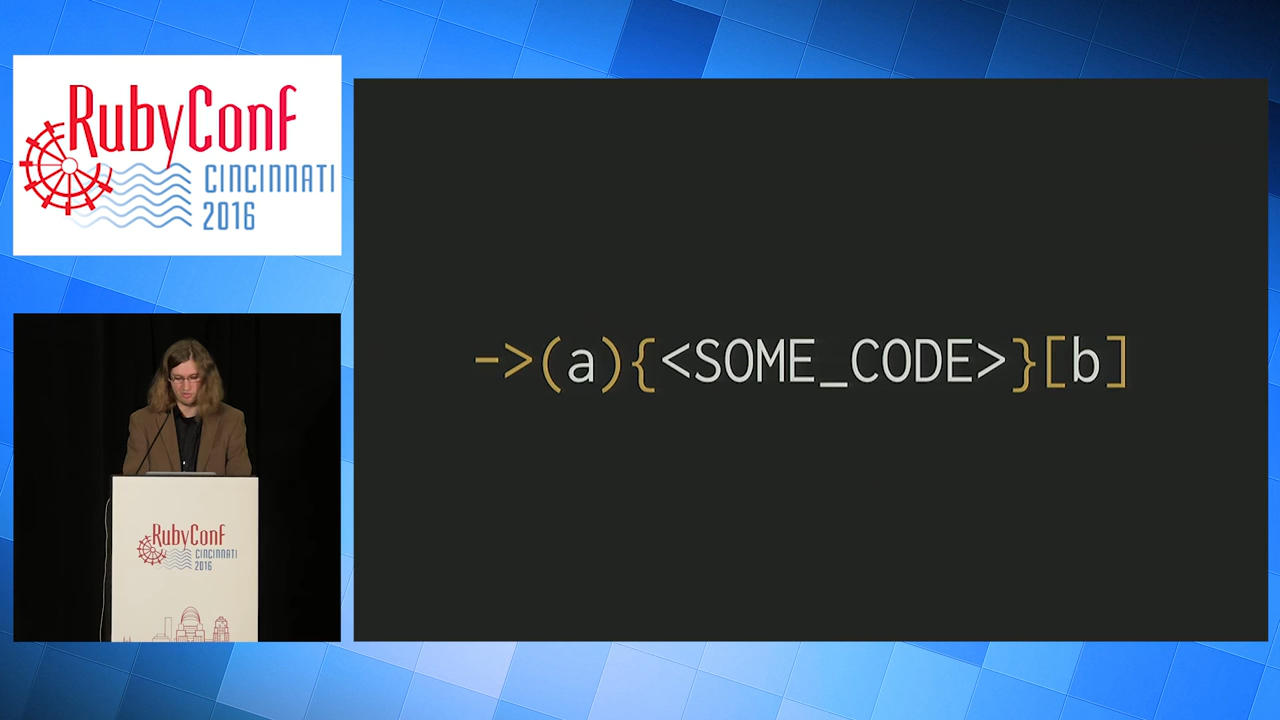 RubyConf
CINCINNATI
2016
->(a){<SOME_CODE>}[b]
RubyConf
CINCINNATI
2016